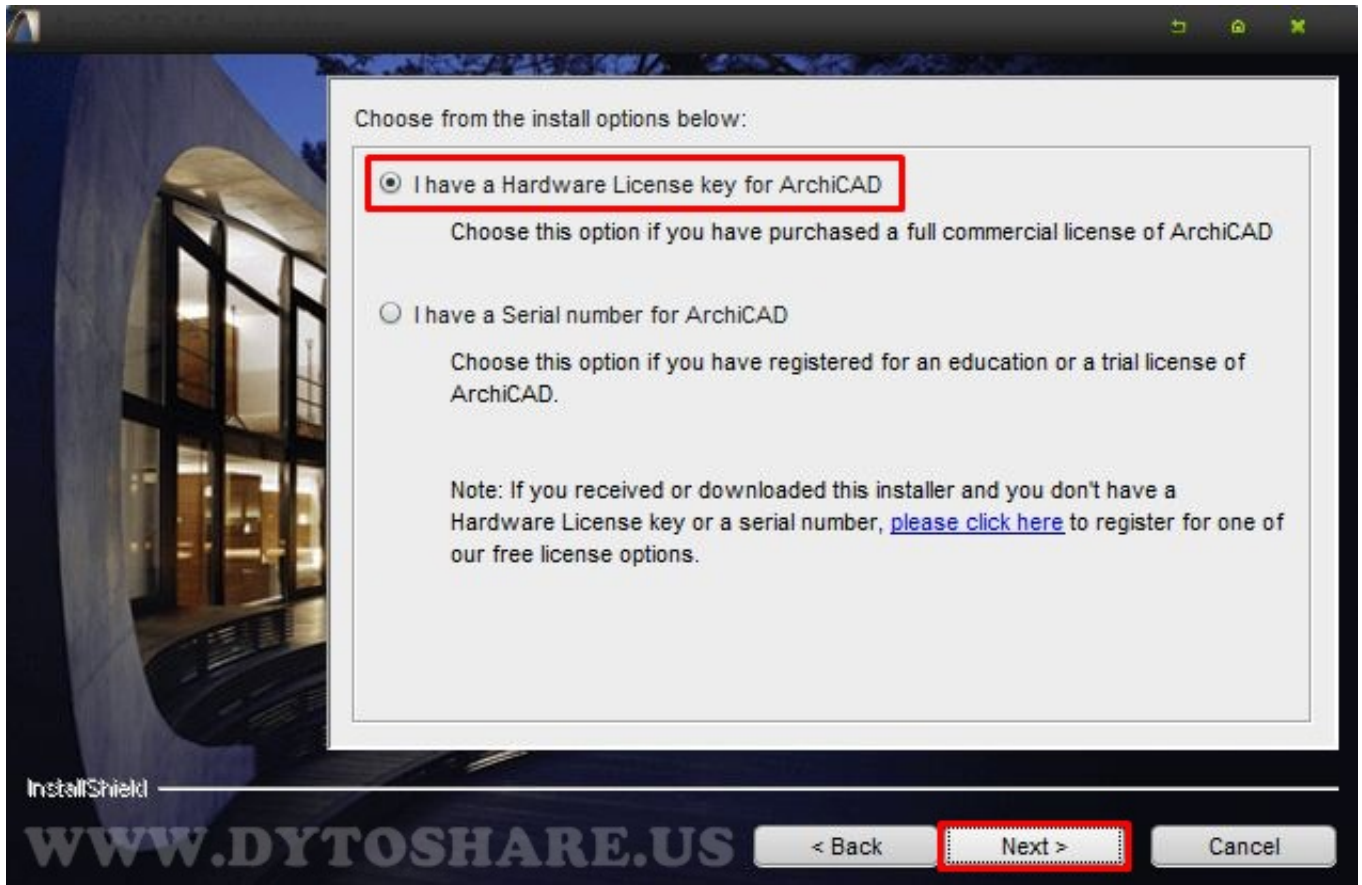 Choose from the install options below:
I have a Hardware License key for ArchiCAD
Choose this option if you have purchased a full commercial license of ArchiCAD
I have a Serial number for ArchiCAD
Choose this option if you have registered for an education or a trial license of
ArchiCAD.
Note: If you received or downloaded this installer and you don't have a
Hardware License key or a serial number, please click here to register for one of
our free license options.
InstallShield
WWW.DYTOSHARE.US
< Back
Next >
Cancel